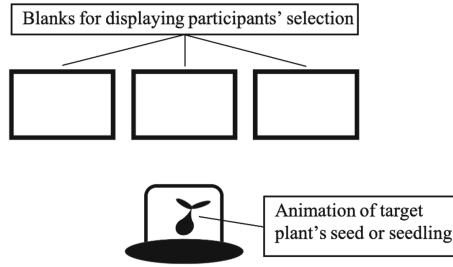 Blanks for displaying participants’ selection
Animation of target
plant’s seed or seedling